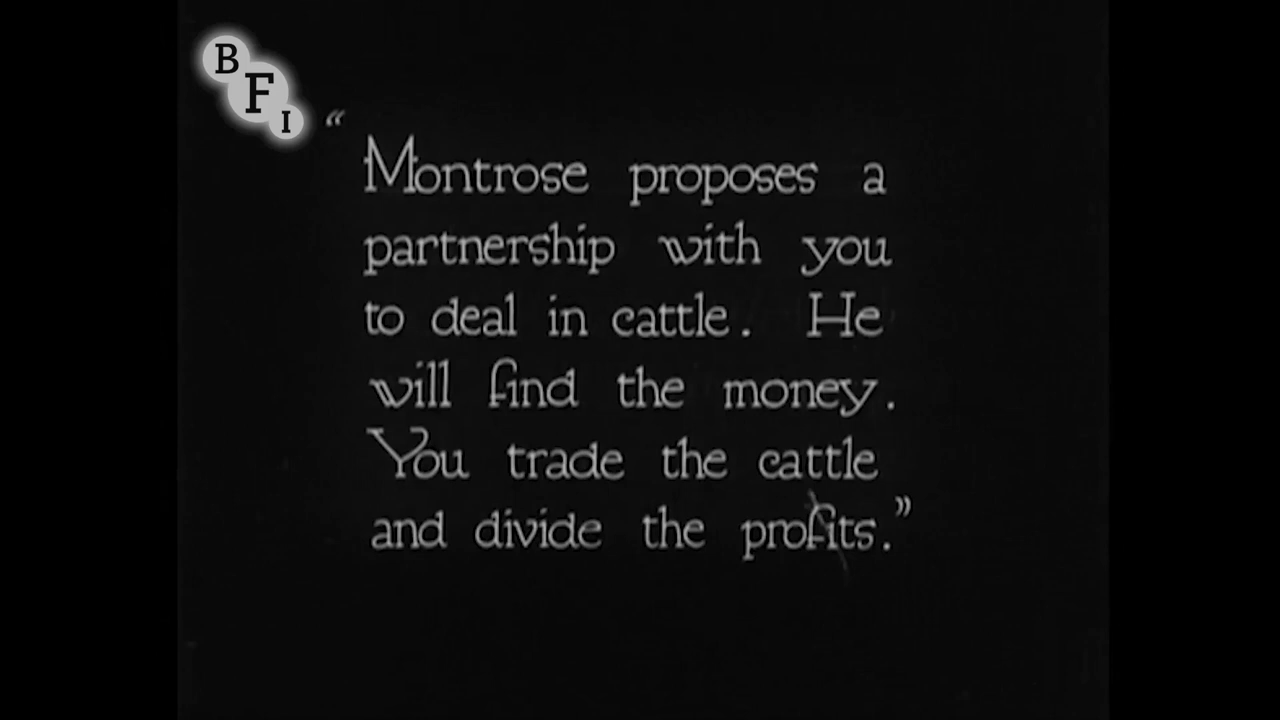 BFI
“Montrose proposes a
partnership with you
to deal in cattle. He
will find the money.
You trade the cattle
and divide the profits.”